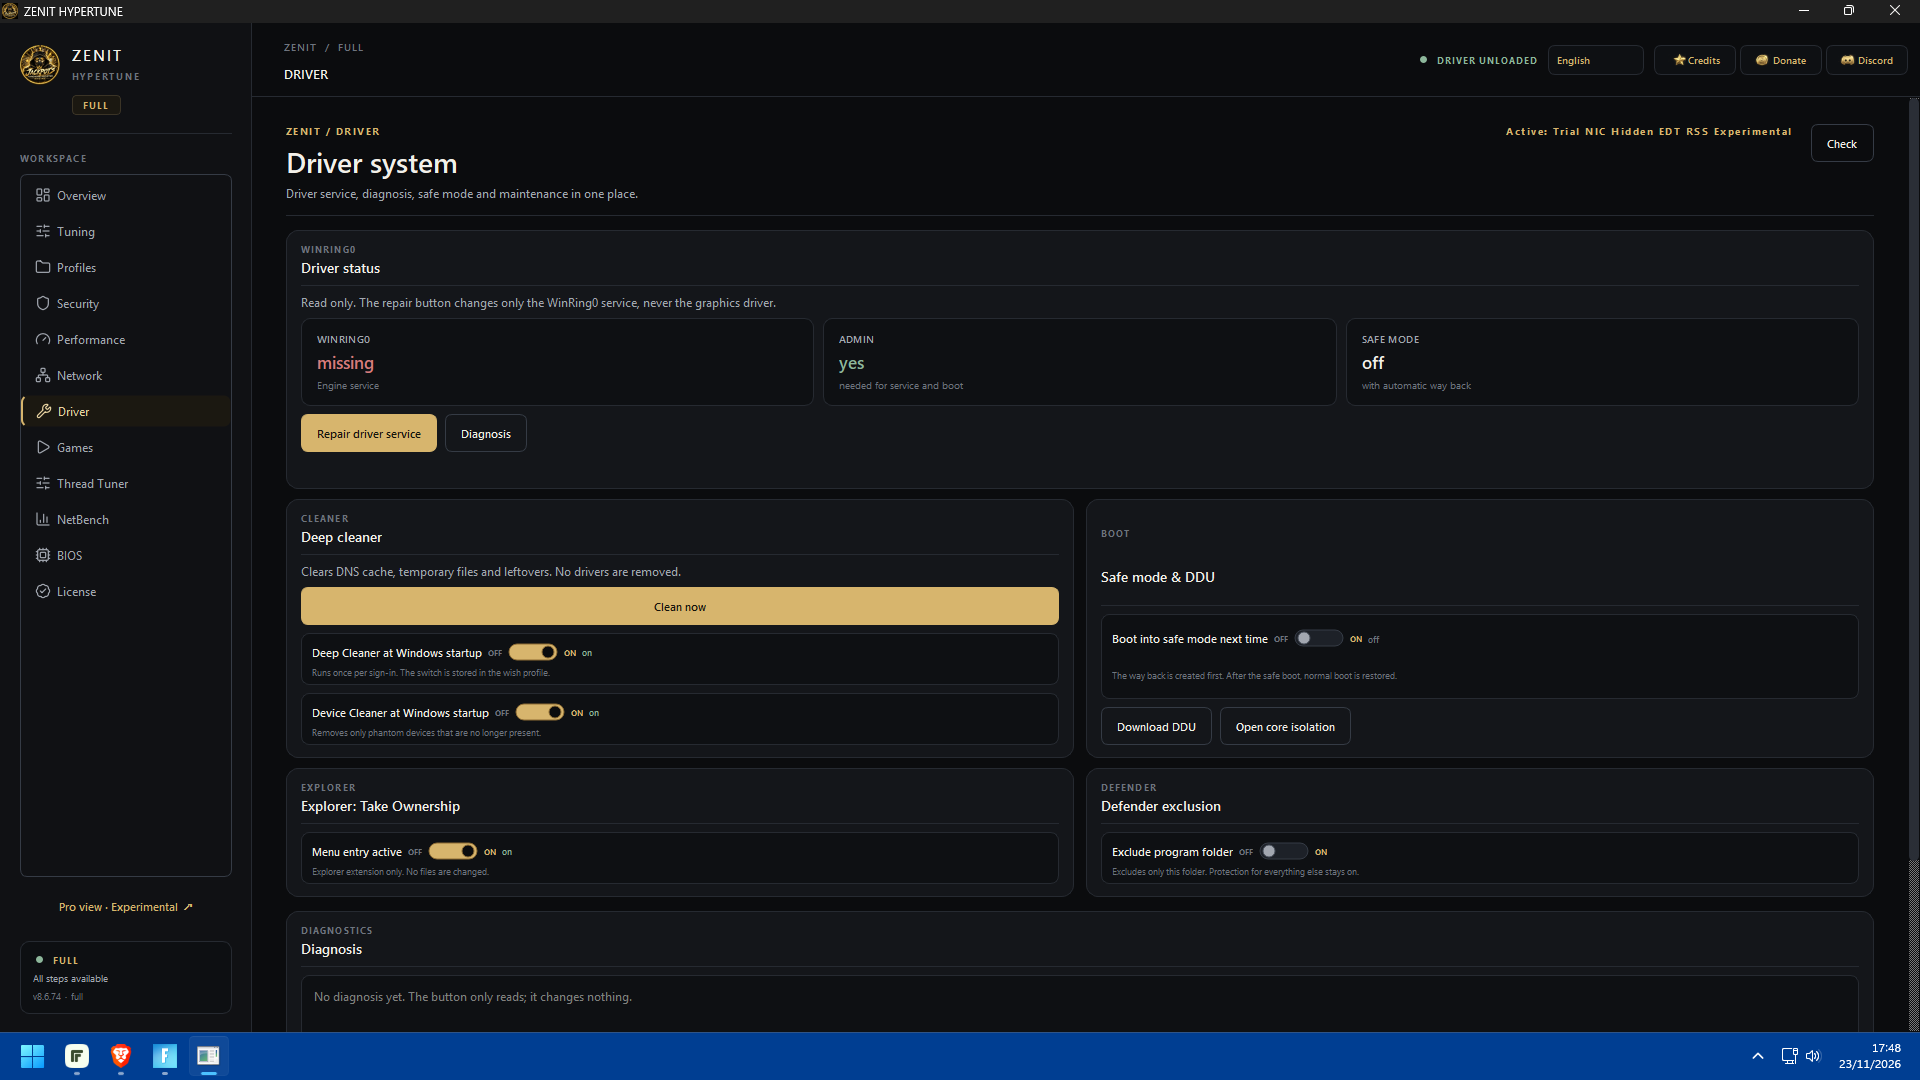 ZENIT HYPERTUNE
ZENIT
HYPERTUNE
FULL
WORKSPACE
Overview
Tuning
Profiles
Security
Performance
Network
Driver
Games
Thread Tuner
NetBench
BIOS
License
Pro view · Experimental ↗
FULL
All steps available
v8.6.74 · full
ZENIT / FULL
DRIVER
DRIVER UNLOADED
English
Credits
Donate
Discord
ZENIT / DRIVER
Driver system
Driver service, diagnosis, safe mode and maintenance in one place.
Active: Trial NIC Hidden EDT RSS Experimental
Check
WINRING0
Driver status
Read only. The repair button changes only the WinRing0 service, never the graphics driver.
WINRING0
missing
Engine service
ADMIN
yes
needed for service and boot
SAFE MODE
off
with automatic way back
Repair driver service
Diagnosis
CLEANER
Deep cleaner
Clears DNS cache, temporary files and leftovers. No drivers are removed.
Clean now
Deep Cleaner at Windows startup OFF ON on
Runs once per sign-in. The switch is stored in the wish profile.
Device Cleaner at Windows startup OFF ON on
Removes only phantom devices that are no longer present.
BOOT
Safe mode & DDU
Boot into safe mode next time OFF ON off
The way back is created first. After the safe boot, normal boot is restored.
Download DDU
Open core isolation
EXPLORER
Explorer: Take Ownership
Menu entry active OFF ON on
Explorer extension only. No files are changed.
DEFENDER
Defender exclusion
Exclude program folder OFF ON
Excludes only this folder. Protection for everything else stays on.
DIAGNOSTICS
Diagnosis
No diagnosis yet. The button only reads; it changes nothing.
17:48
23/11/2026